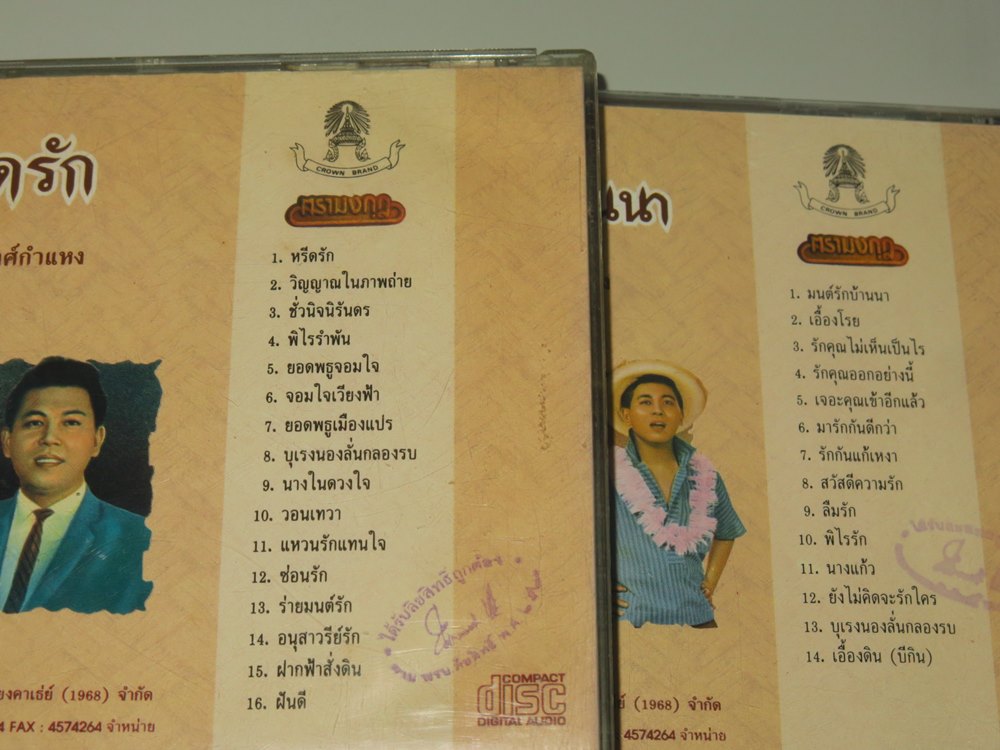 ดรัก
CROWN BRAND
ตรามงกุฎ
ศักำแหง
1. หรีดรัก
2. วิญญาณในภาพถ่าย
3. ชั่วนิจนิรันดร
4. พิไรรำพัน
5. ยอดพธูจอมใจ
6. จอมใจเวียงฟ้า
7. ยอดพธูเมืองแปร
8. บุเรงนองลั่นกลองรบ
9. นางในดวงใจ
10. วอนเทวา
11. แหวนรักแทนใจ
12. ซ่อนรัก
13. ร่ายมนต์รัก
14. อนุสาวรีย์รัก
15. ฝากฟ้าสั่งดิน
16. ฝันดี
ได้รับลิขสิทธิ์ถูกต้อง
COMPACT
disc
DIGITAL AUDIO
ยงคาเธ่ย์ (1968) จำกัด
4 FAX : 4574264 จำหน่าย
นนา
CROWN BRAND
ตรามงกุฎ
1. มนต์รักบ้านนา
2. เอื้องโรย
3. รักคุณไม่เห็นเป็นไร
4. รักคุณออกอย่างนี้
5. เจอะคุณเข้าอีกแล้ว
6. มารักกันดีกว่า
7. รักกันแก้เหงา
8. สวัสดีความรัก
9. ลืมรัก
10. พิไรรัก
11. นางแก้ว
12. ยังไม่คิดจะรักใคร
13. บุเรงนองลั่นกลองรบ
14. เอื้องดิน (บีกิน)
ย์ (1968) จำกัด
FAX : 4574264 จำหน่าย